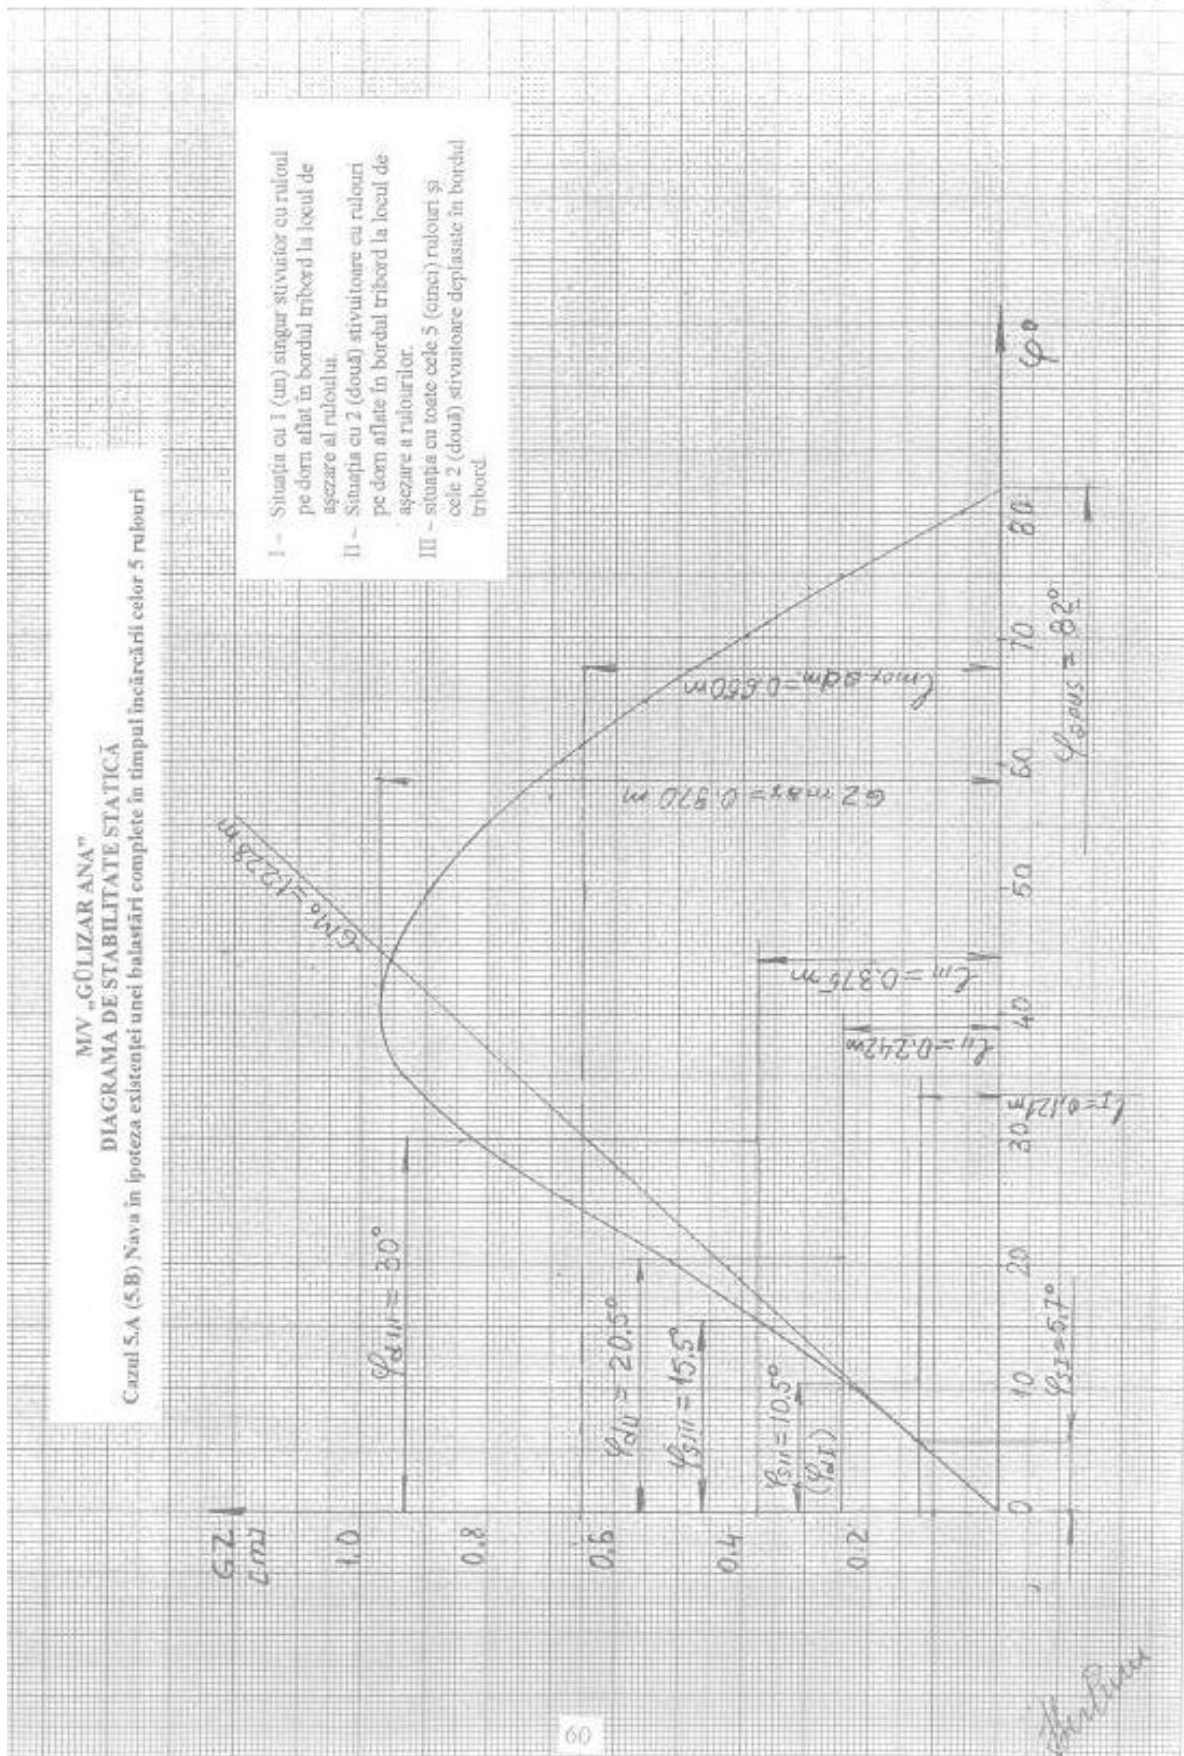 M/V „GÜLIZAR ANA”
DIAGRAMA DE STABILITATE STATICĂ
Cazul 5.A (5.B) Nava în ipoteza existenței unei balastări complete în timpul încărcării celor 5 rulouri
I – Situația cu 1 (un) singur stivuitor cu ruloul
pe dorn aflat în bordul tribord la locul de
așezare al ruloului.
II – Situația cu 2 (două) stivuitoare cu rulouri
pe dorn aflate în bordul tribord la locul de
așezare a rulourilor.
III – situația cu toate cele 5 (cinci) rulouri și
cele 2 (două) stivuitoare deplasate în bordul
tribord.
GZ
[m]
1.0
0.8
0.6
0.4
0.2
GM₀=1.228 m
φdIII = 30°
φdII = 20.5°
φsIII = 15.5°
φsII = 10.5°
(φdI)
φsI = 5.7°
lI=0.121m
lII=0.242m
lIII=0.375m
GZ max=0.970 m
lmax adm=0.650m
0
10
20
30
40
50
60
70
80
φ°
φapus = 82°
60